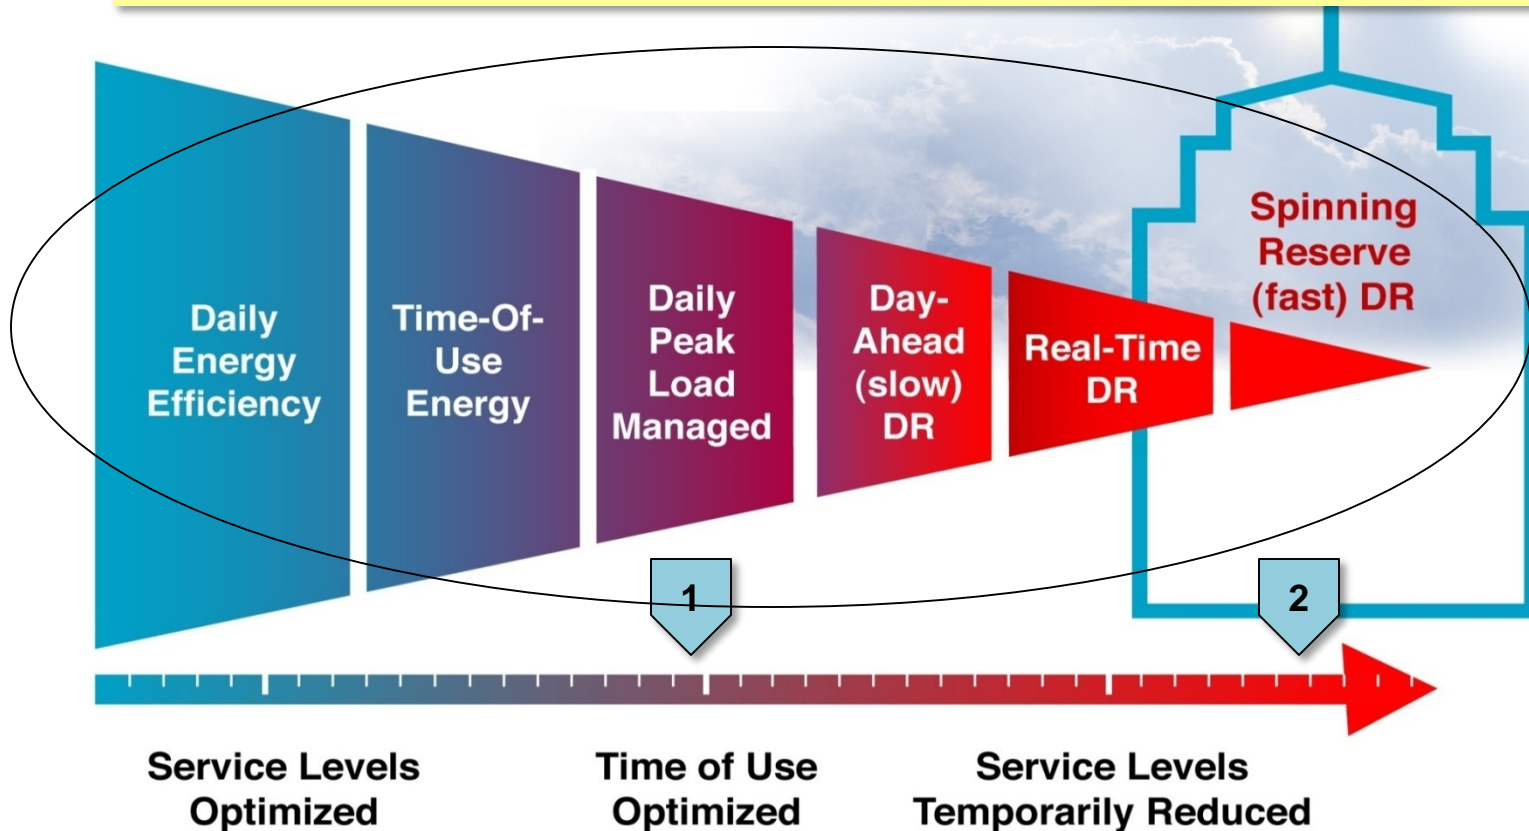 Daily
Energy
Efficiency
Time-Of-
Use
Energy
Daily
Peak
Load
Managed
Day-
Ahead
(slow)
DR
Real-Time
DR
Spinning
Reserve
(fast) DR
1
2
Service Levels
Optimized
Time of Use
Optimized
Service Levels
Temporarily Reduced